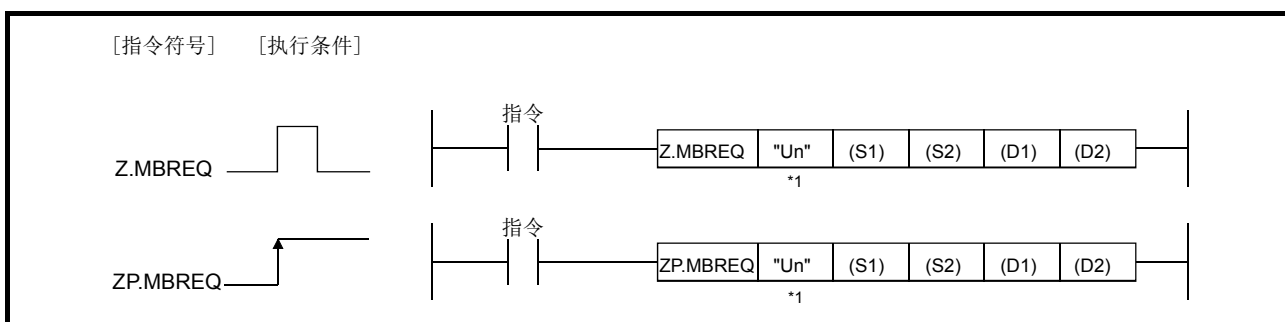 [指令符号] [执行条件]
指令
Z.MBREQ Z.MBREQ "Un" (S1) (S2) (D1) (D2)
*1
指令
ZP.MBREQ ZP.MBREQ "Un" (S1) (S2) (D1) (D2)
*1